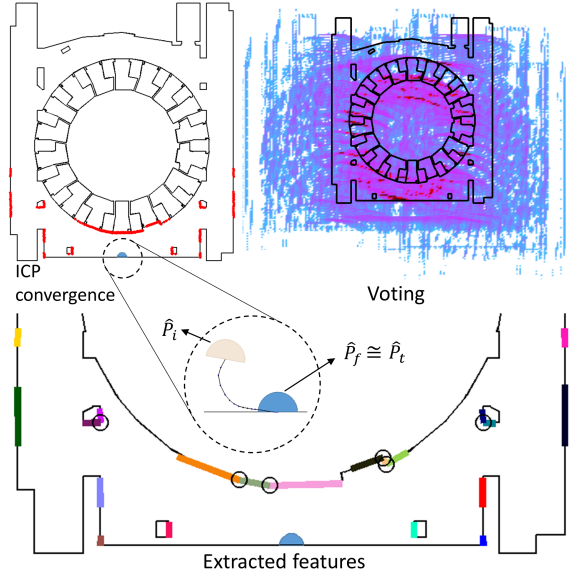 ICP
convergence
Voting
P̂ᵢ
P̂f ≅ P̂t
Extracted features